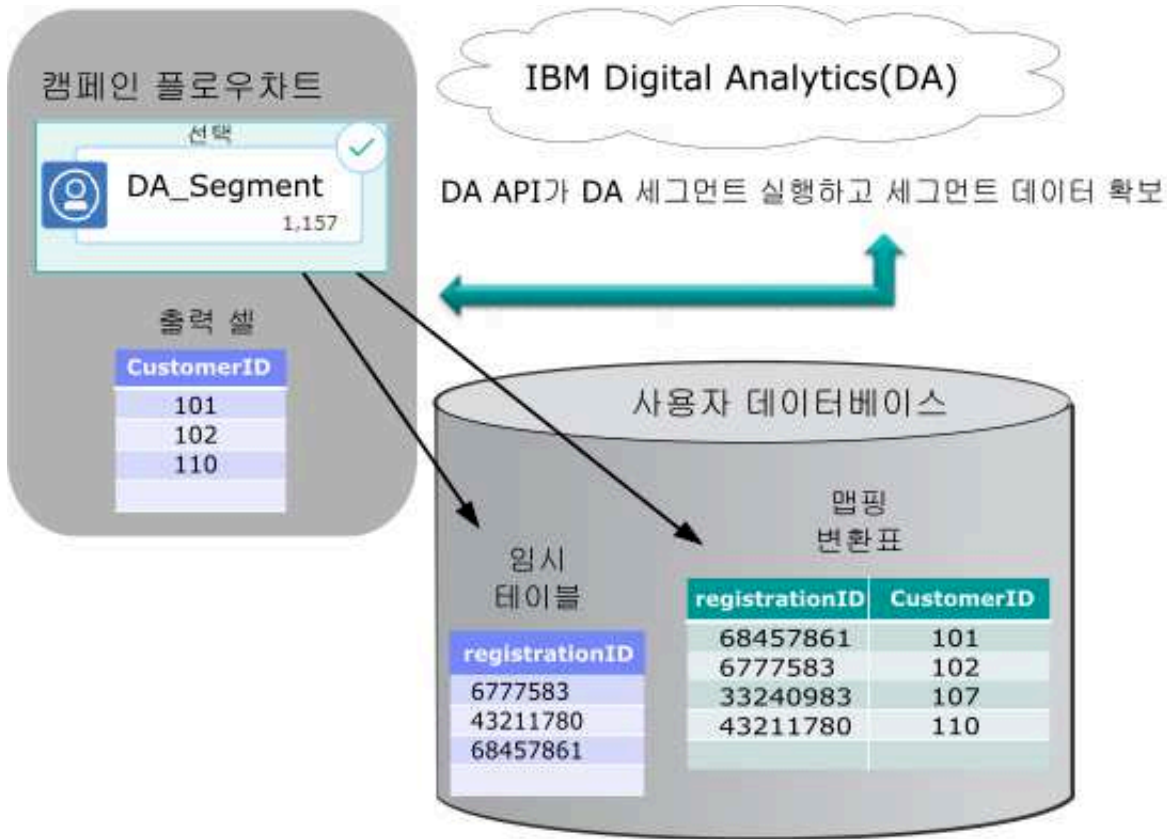 캠페인 플로우차트
선택
DA_Segment
1,157
출력 셀
CustomerID
101
102
110
IBM Digital Analytics(DA)
DA API가 DA 세그먼트 실행하고 세그먼트 데이터 확보
사용자 데이터베이스
임시
테이블
registrationID
6777583
43211780
68457861
맵핑
변환표
registrationID CustomerID
68457861 101
6777583 102
33240983 107
43211780 110